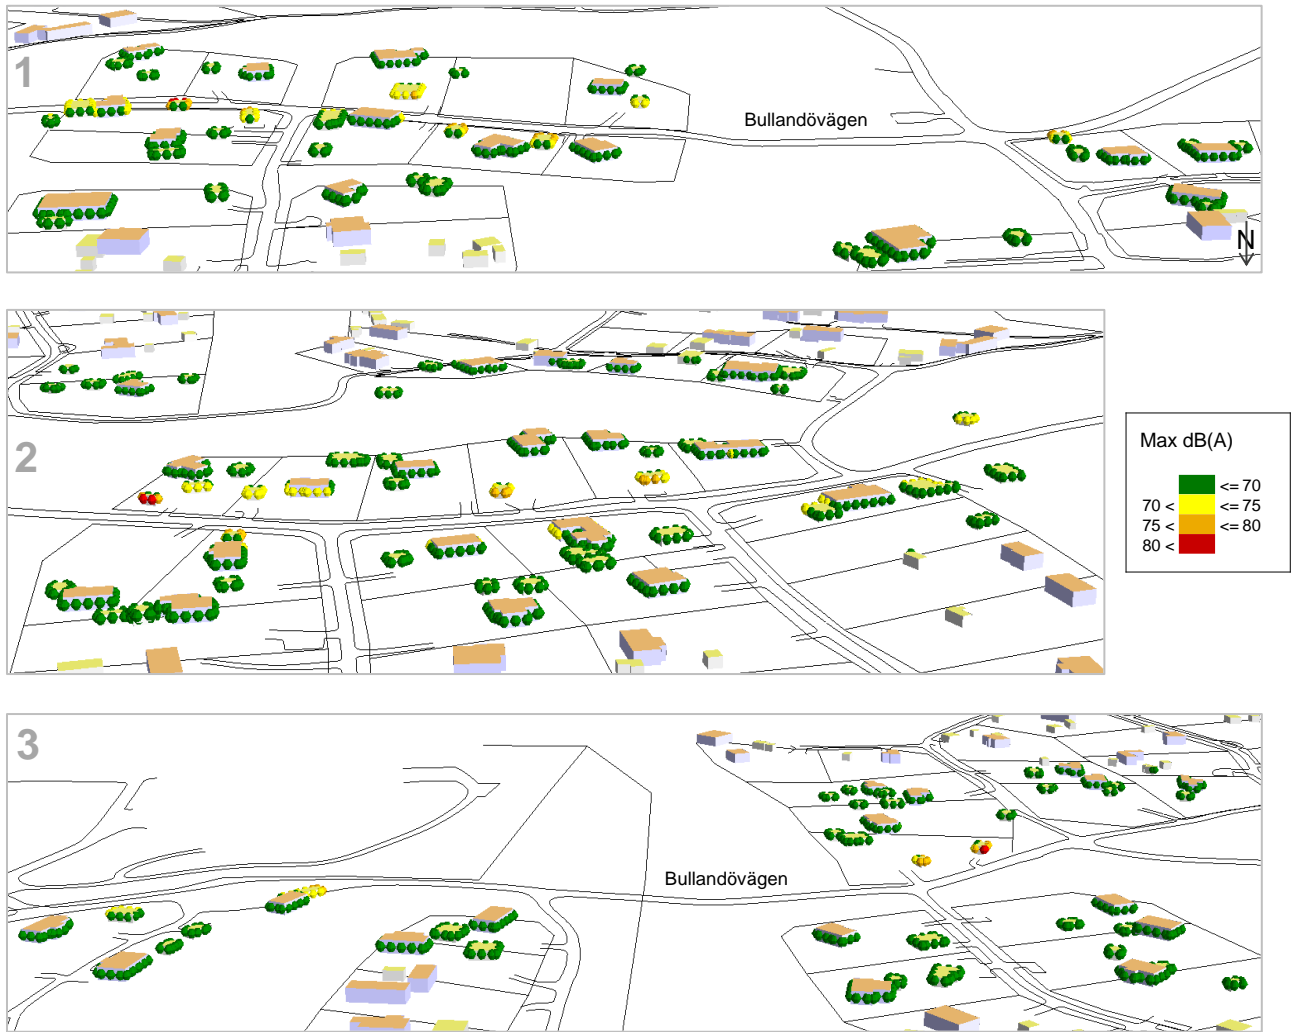 1
Bullandövägen
N
2
Max dB(A)
<= 70
70 < <= 75
75 < <= 80
80 <
3
Bullandövägen